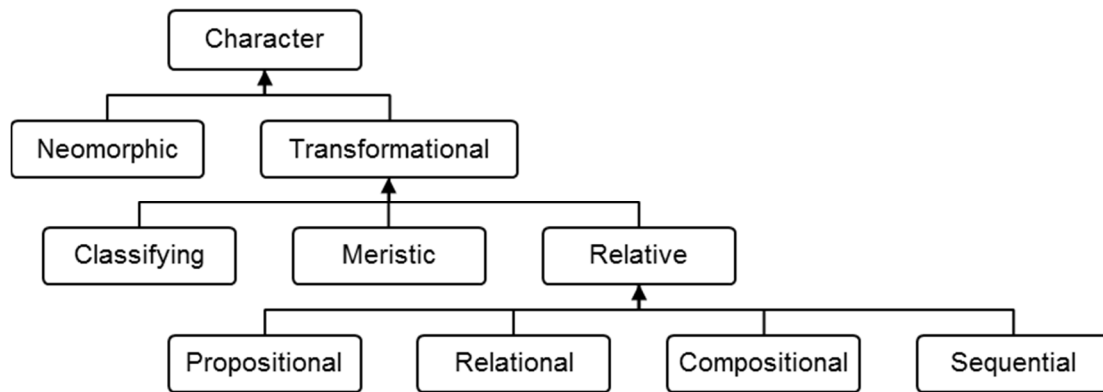 Character
Neomorphic
Transformational
Classifying
Meristic
Relative
Propositional
Relational
Compositional
Sequential